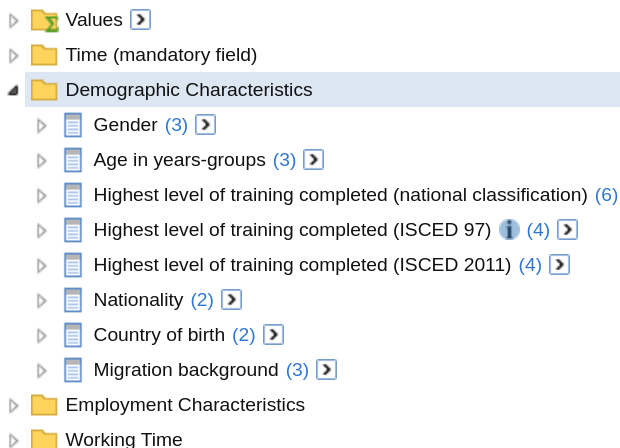 Values
Time (mandatory field)
Demographic Characteristics
Gender (3)
Age in years-groups (3)
Highest level of training completed (national classification) (6)
Highest level of training completed (ISCED 97) i (4)
Highest level of training completed (ISCED 2011) (4)
Nationality (2)
Country of birth (2)
Migration background (3)
Employment Characteristics
Working Time